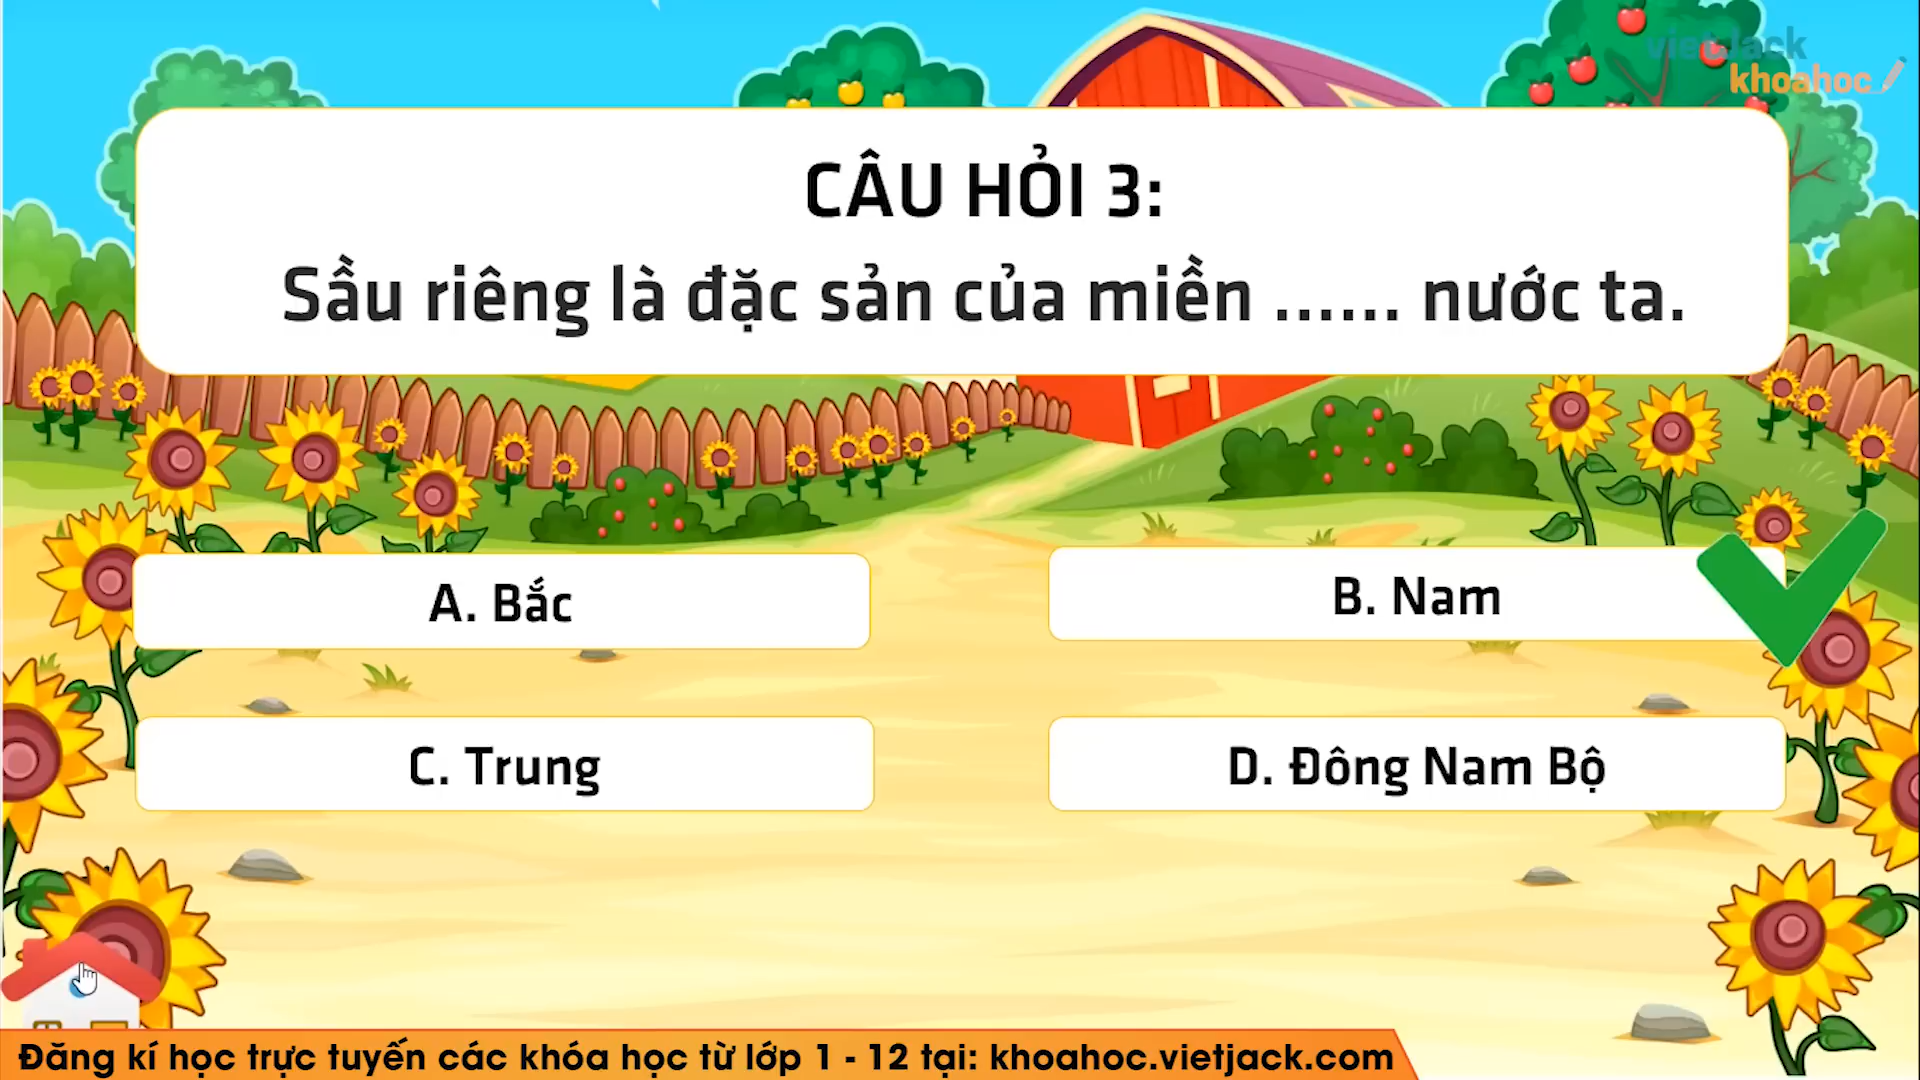 vietJack
khoahoc
CÂU HỎI 3:
Sầu riêng là đặc sản của miền ...... nước ta.
A. Bắc
B. Nam
C. Trung
D. Đông Nam Bộ
Đăng kí học trực tuyến các khóa học từ lớp 1 - 12 tại: khoahoc.vietjack.com